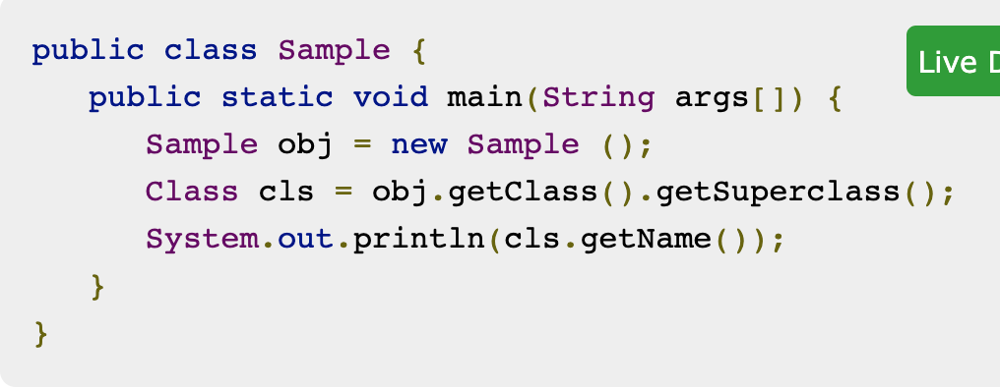 public class Sample {
   public static void main(String args[]) {
      Sample obj = new Sample ();
      Class cls = obj.getClass().getSuperclass();
      System.out.println(cls.getName());
   }
}
Live